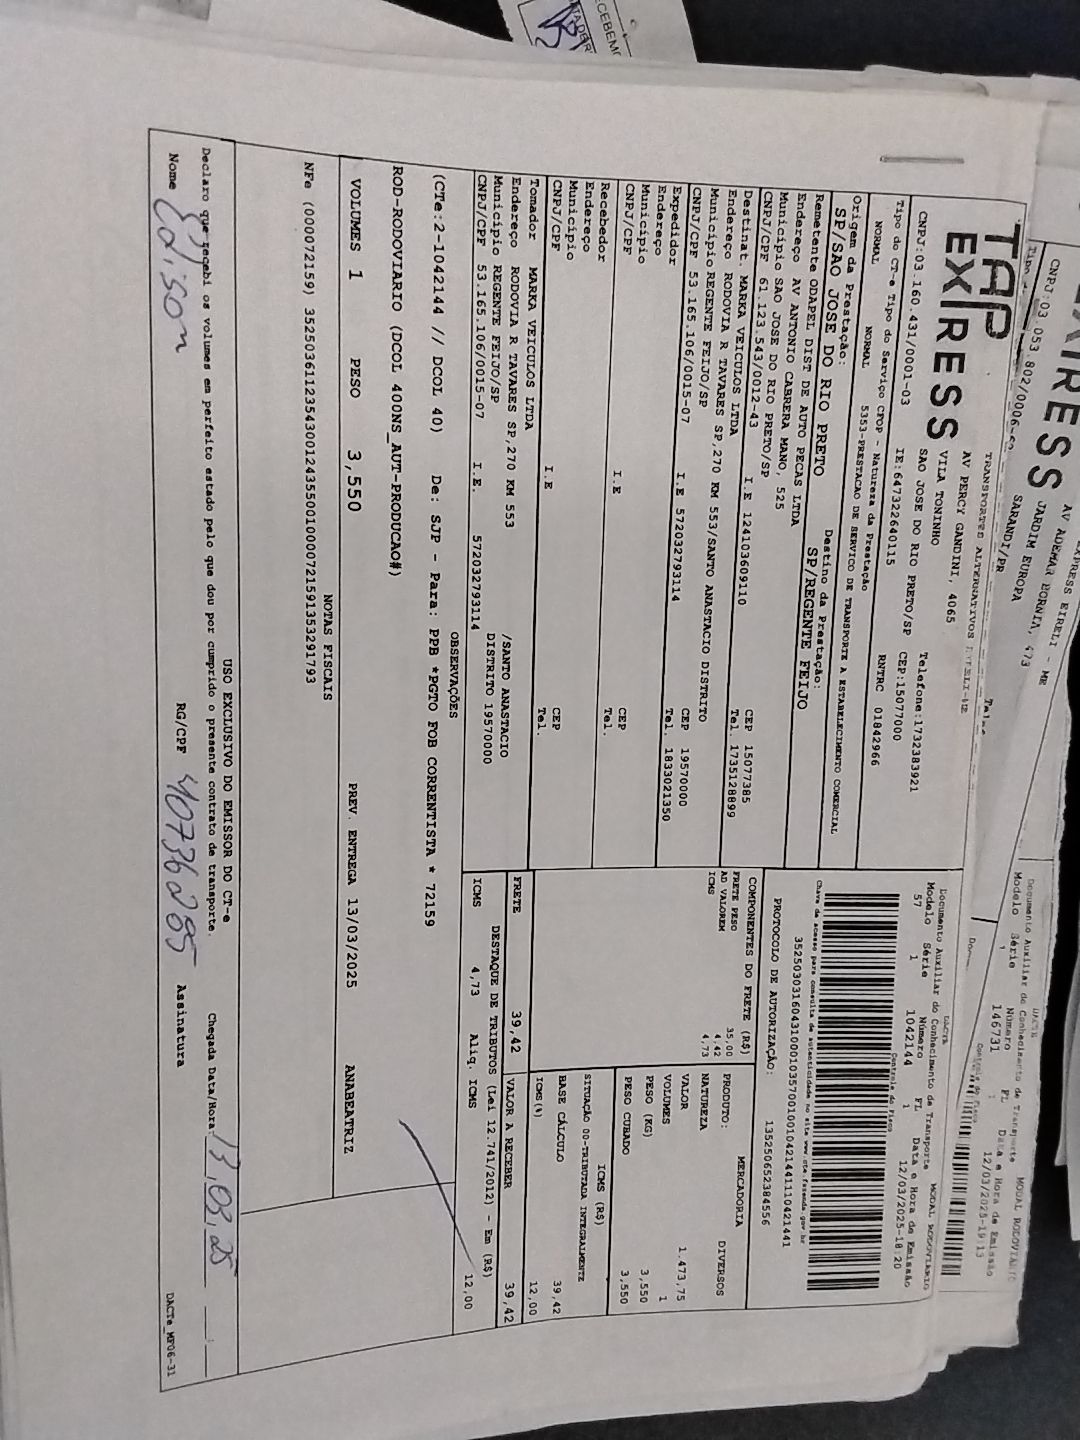 TAP
EXPRESS
TRANSPORTES ALTERNATIVOS
AV PERCY GANDINI, 4065
VILA TONINHO
SAO JOSE DO RIO PRETO/SP CEP:15077000
Telefone:1732383921
CNPJ:03.160.431/0001-03 IE:647322640115
RNTRC 01842966
DACTE
Documento Auxiliar do Conhecimento de Transporte MODAL RODOVIARIO
Modelo Série Número FL Data e Hora de Emissão
57 1 1042144 1 12/03/2025-18:20
Controle do Fisco
Tipo do CT-e Tipo do Serviço CFOP - Natureza da Prestação
NORMAL NORMAL 5353-PRESTACAO DE SERVICO DE TRANSPORTE A ESTABELECIMENTO COMERCIAL
Chave de acesso para consulta de autenticidade no site www.cte.fazenda.gov.br
PROTOCOLO DE AUTORIZAÇÃO: 135250652384556
Origem da Prestação: Destino da Prestação:
SP/SAO JOSE DO RIO PRETO SP/REGENTE FEIJO
Remetente ODAPEL DIST DE AUTO PECAS LTDA
Endereço AV ANTONIO CABRERA MANO, 525
Município SAO JOSE DO RIO PRETO/SP CEP 15077385
CNPJ/CPF 61.123.543/0012-43 I.E 124103609110 Tel. 1735128899
Destinat. MARKA VEICULOS LTDA
Endereço RODOVIA R TAVARES SP,270 KM 553/SANTO ANASTACIO DISTRITO
Município REGENTE FEIJO/SP CEP 19570000
CNPJ/CPF 53.165.106/0015-07 I.E 572032793114 Tel. 1833021350
Expedidor
Endereço
Município CEP
CNPJ/CPF I.E Tel.
Recebedor
Endereço
Município CEP
CNPJ/CPF I.E Tel.
Tomador MARKA VEICULOS LTDA
Endereço RODOVIA R TAVARES SP,270 KM 553 /SANTO ANASTACIO
Município REGENTE FEIJO/SP DISTRITO 19570000
CNPJ/CPF 53.165.106/0015-07 I.E. 572032793114
COMPONENTES DO FRETE (R$)
FRETE PESO 35,00
AD VALOREM 4,42
ICMS 4,73
PRODUTO: MERCADORIA
NATUREZA DIVERSOS
VALOR 1.473,75
VOLUMES 1
PESO (KG) 3,550
PESO CUBADO 3,550
ICMS (R$)
SITUAÇÃO 00-TRIBUTADA INTEGRALMENTE
BASE CÁLCULO 39,42
ICMS(%) 12,00
FRETE 39,42 VALOR A RECEBER 39,42
DESTAQUE DE TRIBUTOS (Lei 12.741/2012) - Em (R$)
ICMS 4,73 Aliq. ICMS 12,00
OBSERVAÇÕES
(CTe:2-1042144 // DCOL 40) De: SJP - Para: PPB *PGTO FOB CORRENTISTA * 72159
ROD-RODOVIARIO (DCOL 400NS_AUT-PRODUCAO#)
VOLUMES 1 PESO 3,550 PREV. ENTREGA 13/03/2025 ANABEATRIZ
NOTAS FISCAIS
USO EXCLUSIVO DO EMISSOR DO CT-e
Declaro que recebi os volumes em perfeito estado pelo que dou por cumprido o presente contrato de transporte.
Chegada Data/Hora: 13,03,25
Nome Edison RG/CPF 407362895 Assinatura
DACTe_MP06-31